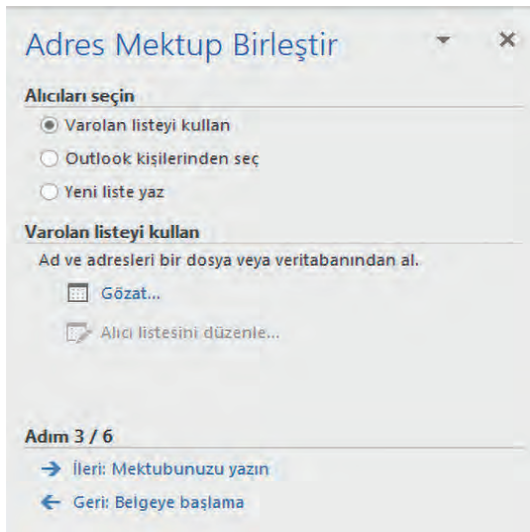 Adres Mektup Birleştir
Alıcıları seçin
Varolan listeyi kullan
Outlook kişilerinden seç
Yeni liste yaz
Varolan listeyi kullan
Ad ve adresleri bir dosya veya veritabanından al.
Gözat...
Alıcı listesini düzenle...
Adım 3 / 6
İleri: Mektubunuzu yazın
Geri: Belgeye başlama